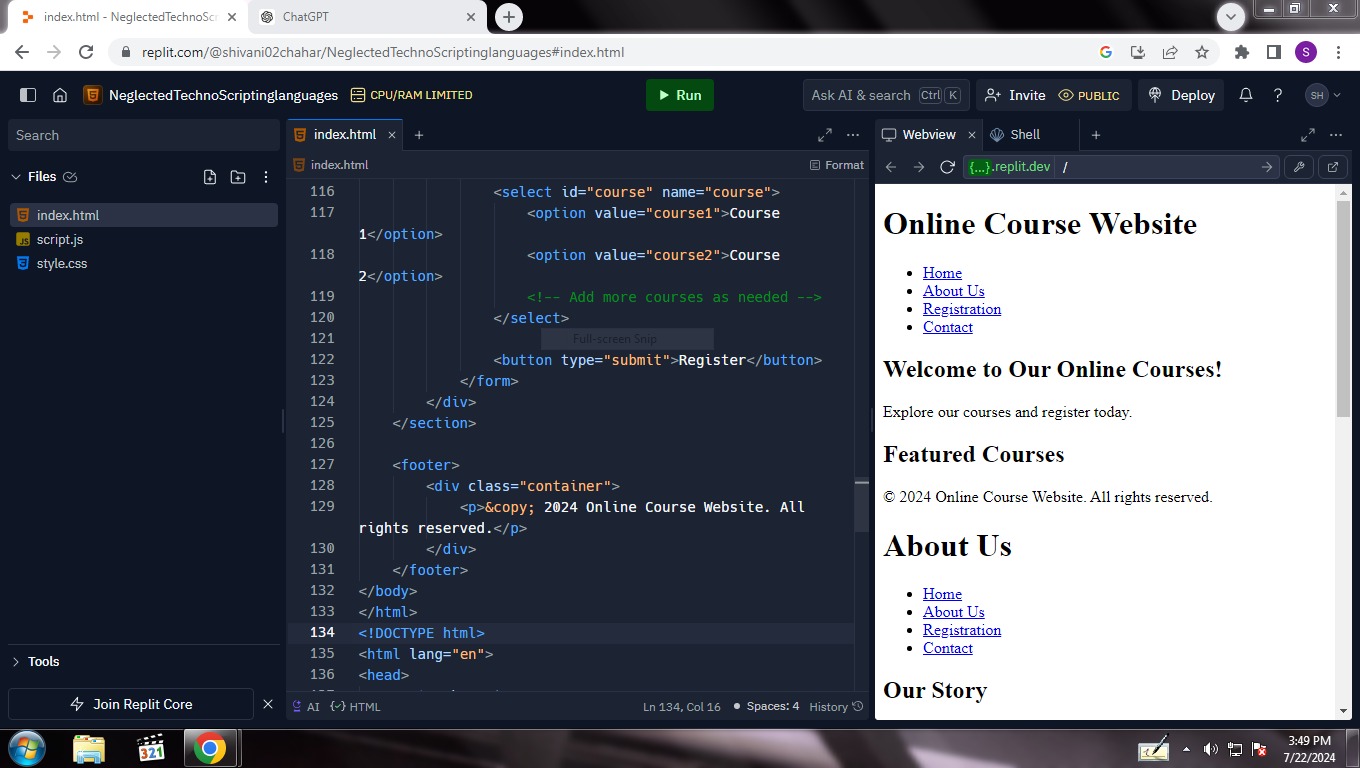 index.html - NeglectedTechnoScr
ChatGPT
replit.com/@shivani02chahar/NeglectedTechnoScriptinglanguages#index.html
S
NeglectedTechnoScriptinglanguages
CPU/RAM LIMITED
Run
Ask AI & search Ctrl K
Invite
PUBLIC
Deploy
SH
Search
Files
index.html
script.js
style.css
Tools
Join Replit Core
index.html
index.html
Format
116 <select id="course" name="course">
117 <option value="course1">Course
1</option>
118 <option value="course2">Course
2</option>
119 <!-- Add more courses as needed -->
120 </select>
121
Full-screen Snip
122 <button type="submit">Register</button>
123 </form>
124 </div>
125 </section>
126
127 <footer>
128 <div class="container">
129 <p>&copy; 2024 Online Course Website. All
rights reserved.</p>
130 </div>
131 </footer>
132 </body>
133 </html>
134 <!DOCTYPE html>
135 <html lang="en">
136 <head>
AI
HTML
Ln 134, Col 16
Spaces: 4
History
Webview
Shell
{...}.replit.dev /
Online Course Website
Home
About Us
Registration
Contact
Welcome to Our Online Courses!
Explore our courses and register today.
Featured Courses
© 2024 Online Course Website. All rights reserved.
About Us
Home
About Us
Registration
Contact
Our Story
321
3:49 PM
7/22/2024